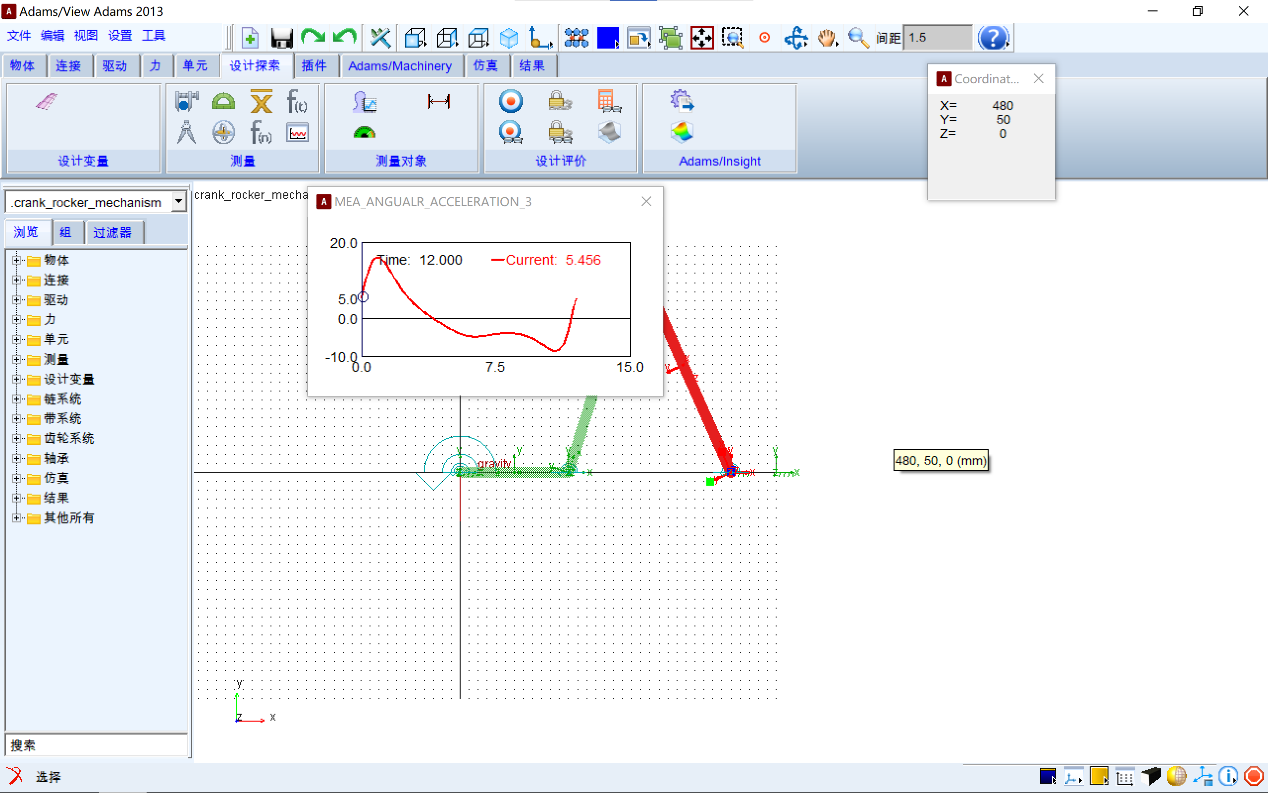 Adams/View Adams 2013
文件 编辑 视图 设置 工具
间距 1.5
物体 连接 驱动 力 单元 设计探索 插件 Adams/Machinery 仿真 结果
f(t)
f(n)
设计变量 测量 测量对象 设计评价 Adams/Insight
Coordinat...
X= 480
Y= 50
Z= 0
.crank_rocker_mechanism
浏览 组 过滤器
物体
连接
驱动
力
单元
测量
设计变量
链系统
带系统
齿轮系统
轴承
仿真
结果
其他所有
搜索
选择
crank_rocker_mecha
MEA_ANGUALR_ACCELERATION_3
20.0
Time: 12.000 Current: 5.456
5.0
0.0
-10.0
0.0 7.5 15.0
gravity
480, 50, 0 (mm)
y
z x